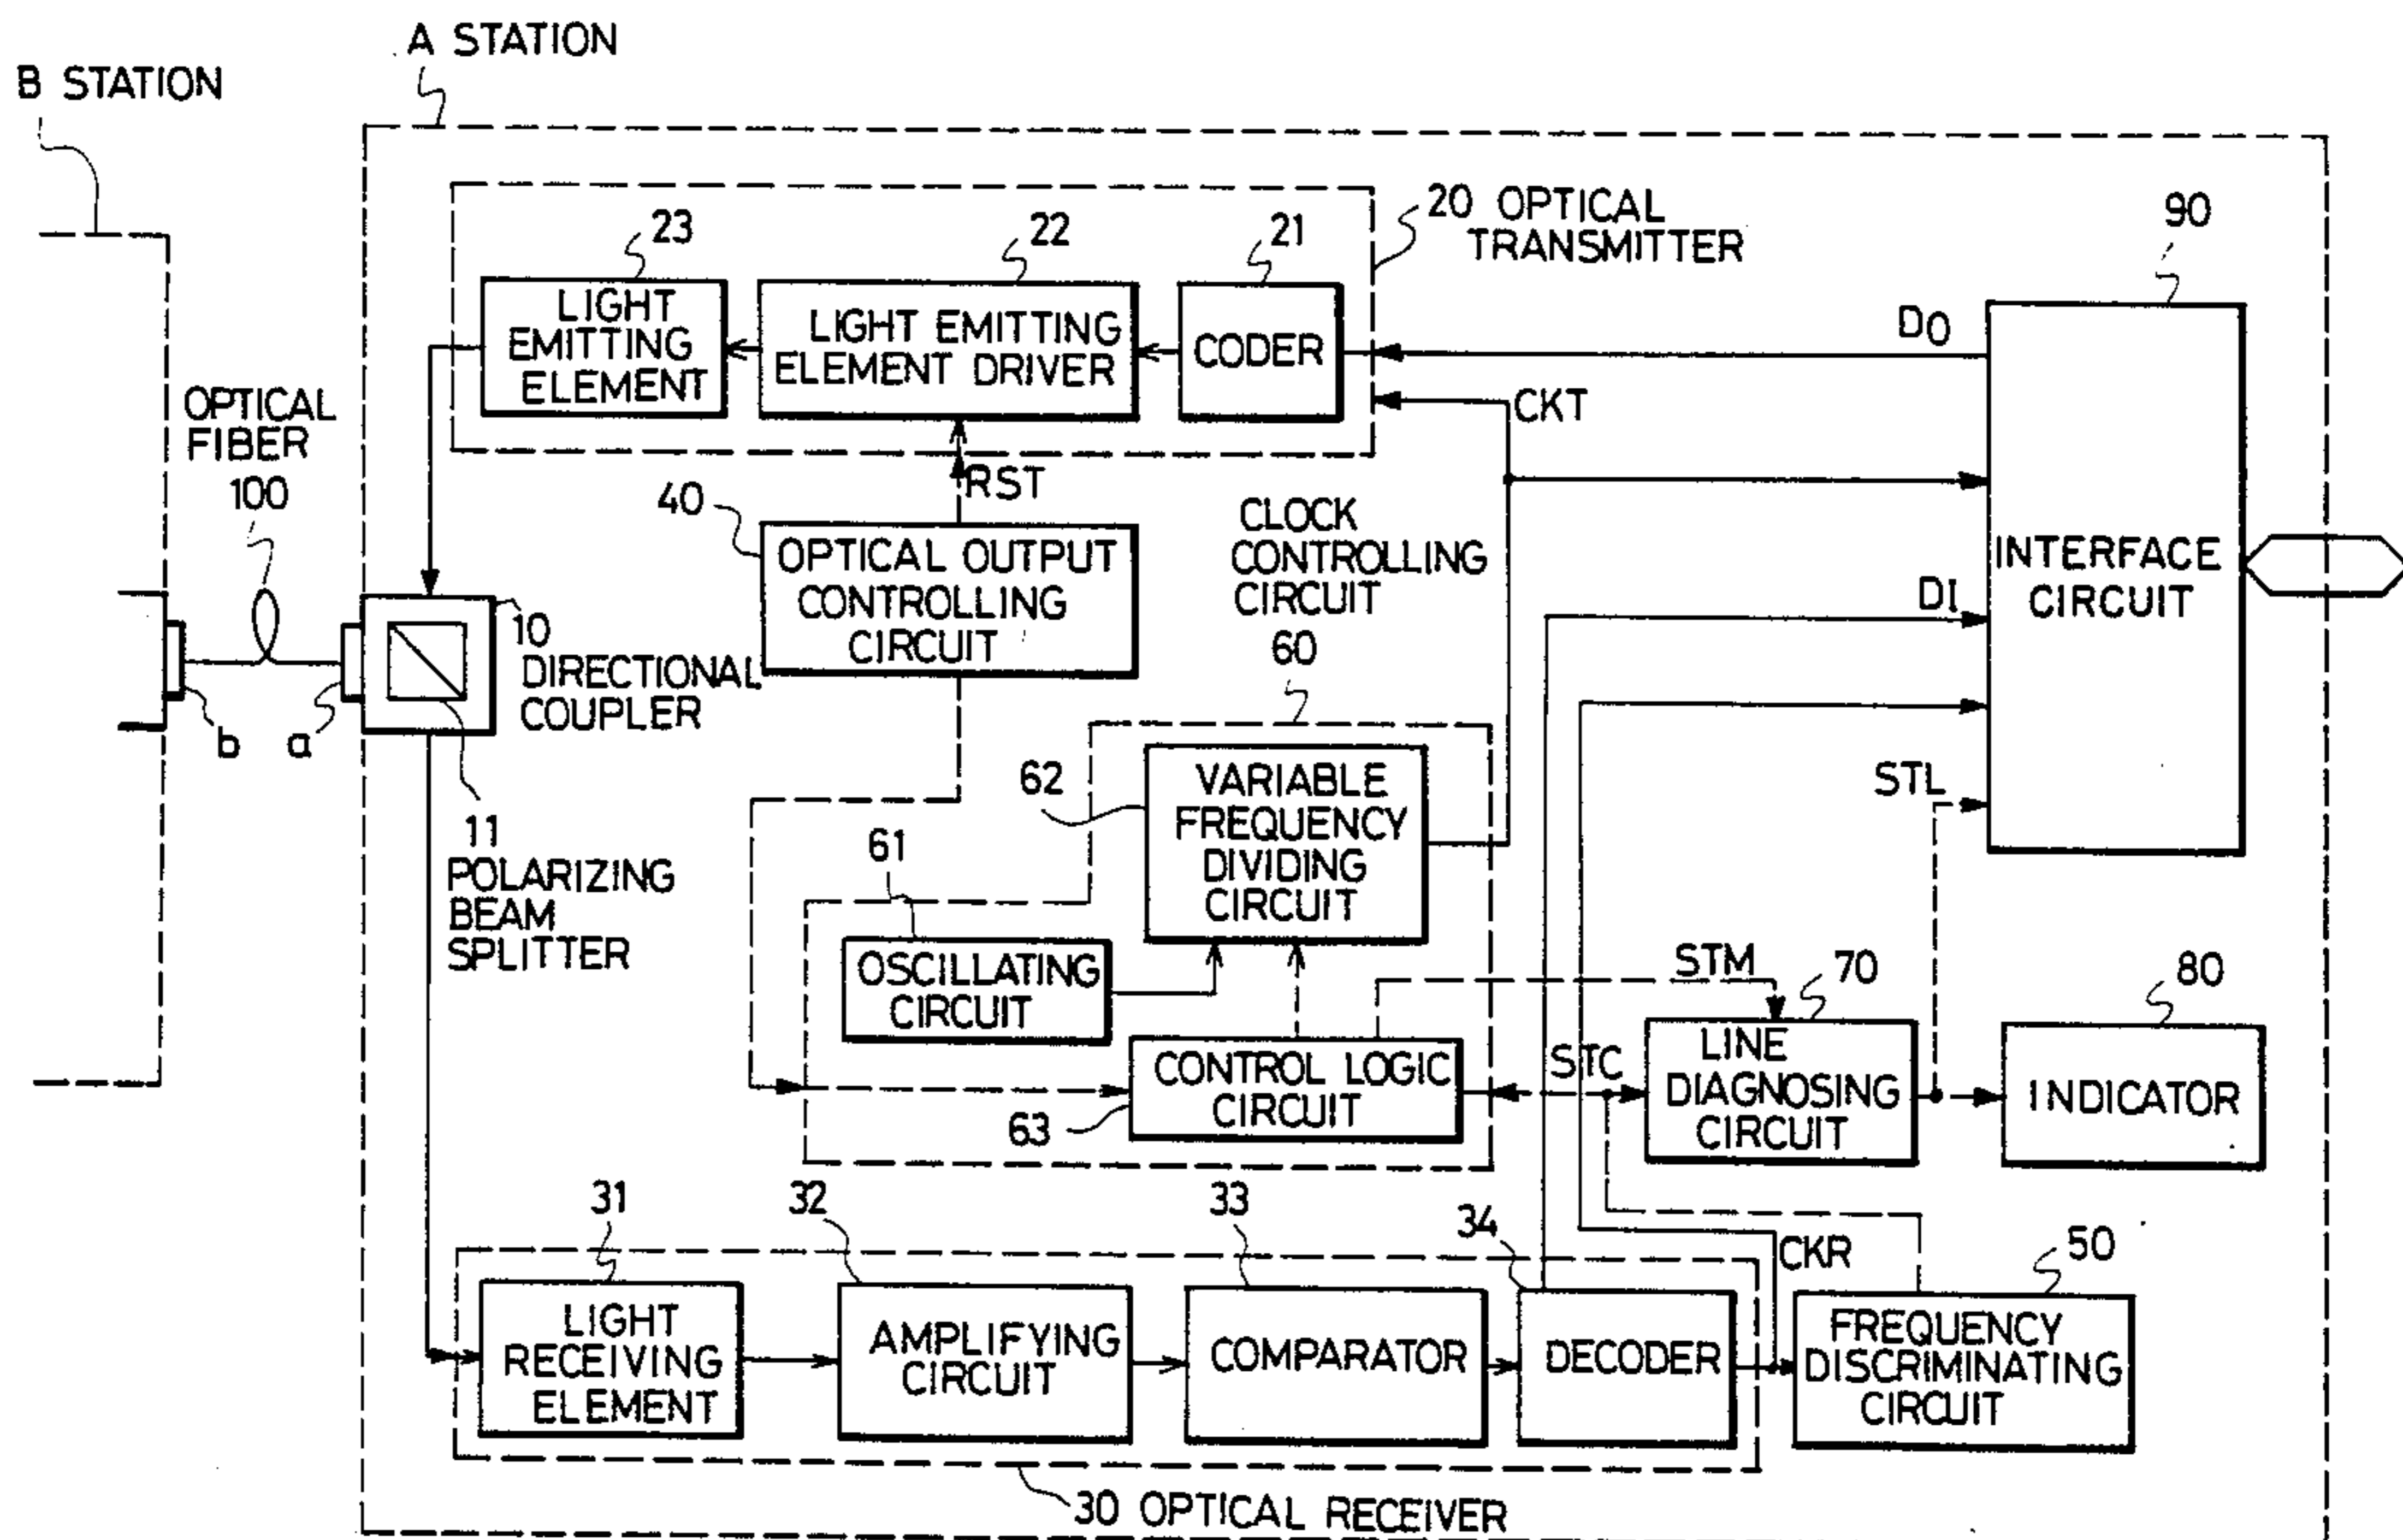 A STATION
B STATION
20 OPTICAL
TRANSMITTER
23
22
21
90
LIGHT
EMITTING
ELEMENT
LIGHT EMITTING
ELEMENT DRIVER
CODER
DO
CKT
OPTICAL
FIBER
100
RST
40
OPTICAL OUTPUT
CONTROLLING
CIRCUIT
CLOCK
CONTROLLING
CIRCUIT
60
INTERFACE
CIRCUIT
DI
10
DIRECTIONAL
COUPLER
b
a
11
POLARIZING
BEAM
SPLITTER
62
VARIABLE
FREQUENCY
DIVIDING
CIRCUIT
STL
61
OSCILLATING
CIRCUIT
STM
70
80
CONTROL LOGIC
CIRCUIT
63
STC
LINE
DIAGNOSING
CIRCUIT
INDICATOR
31
32
33
34
CKR
50
LIGHT
RECEIVING
ELEMENT
AMPLIFYING
CIRCUIT
COMPARATOR
DECODER
FREQUENCY
DISCRIMINATING
CIRCUIT
30 OPTICAL RECEIVER